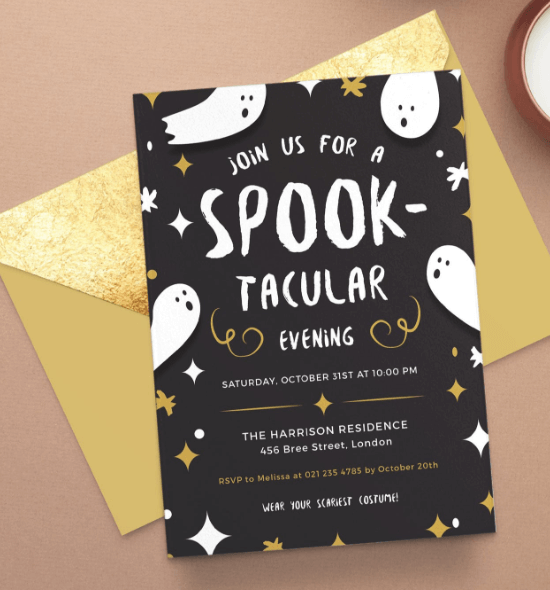 JOIN US FOR A
SPOOK-
TACULAR
EVENING
SATURDAY, OCTOBER 31ST AT 10:00 PM
THE HARRISON RESIDENCE
456 Bree Street, London
RSVP to Melissa at 021 235 4785 by October 20th
WEAR YOUR SCARIEST COSTUME!